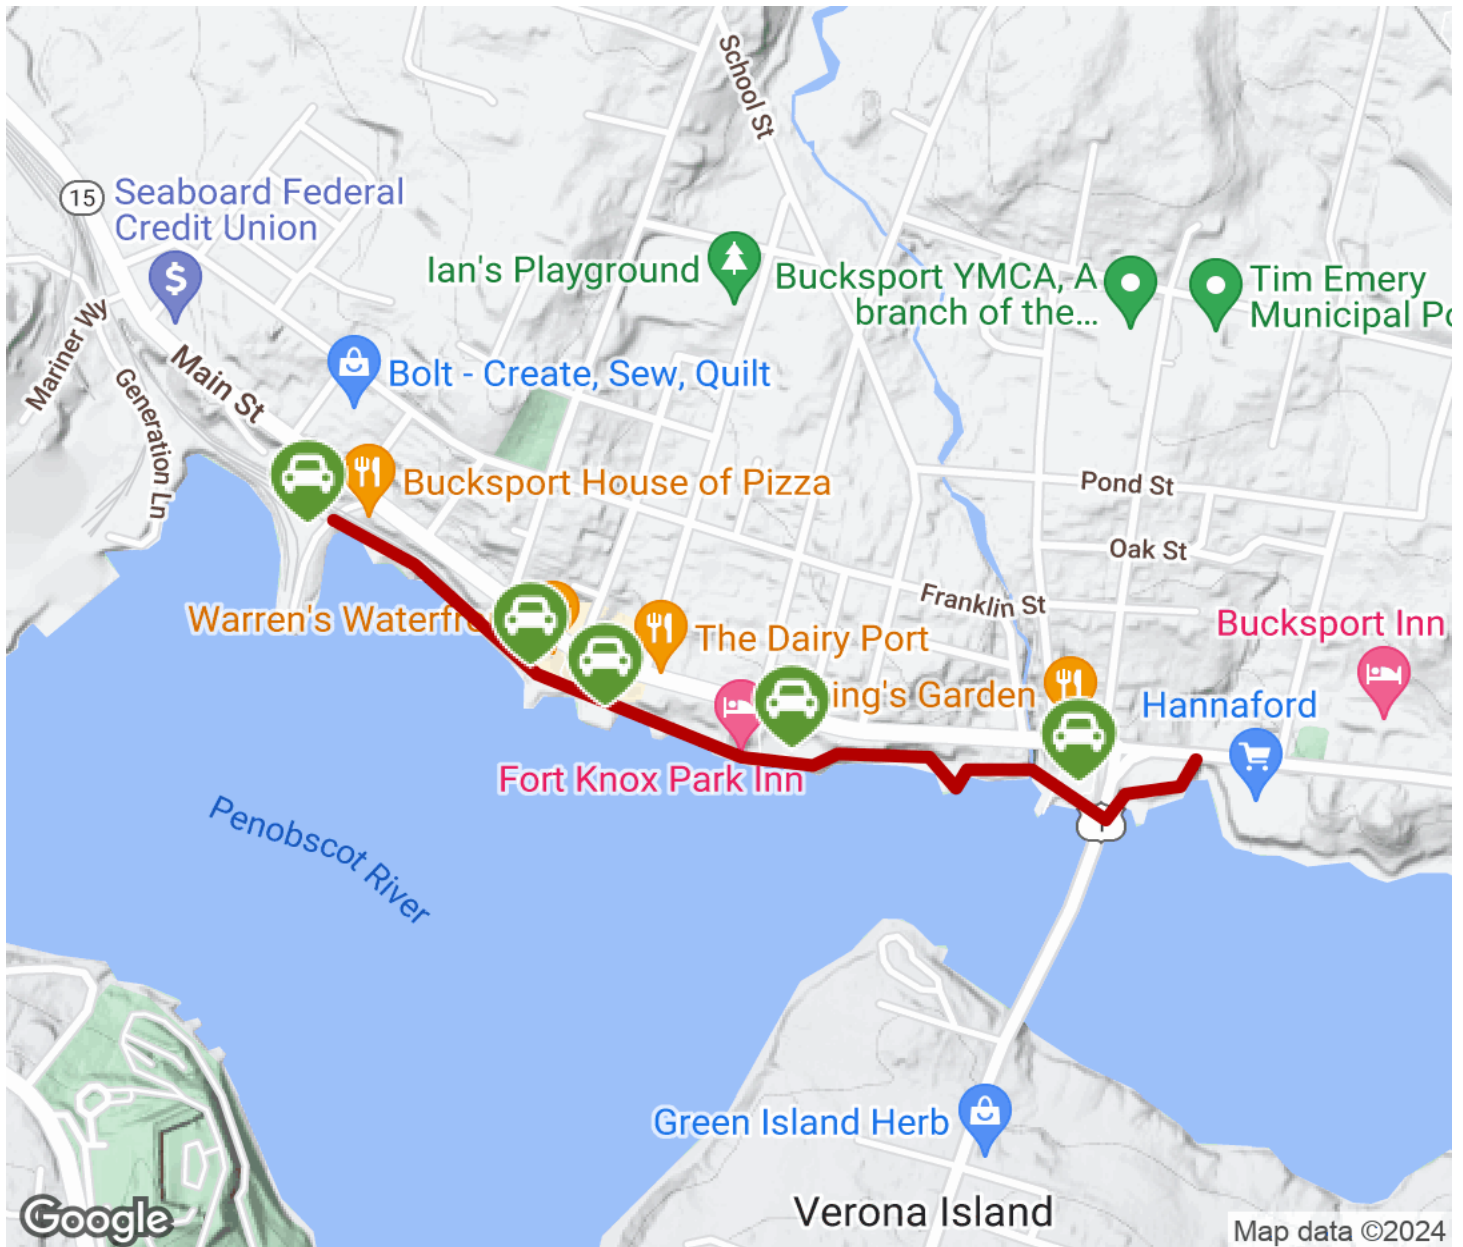 School St
15
Seaboard Federal
Credit Union
Ian's Playground
Bucksport YMCA, A
branch of the...
Tim Emery
Municipal Po
Mariner Wy
Main St
Generation Ln
Bolt - Create, Sew, Quilt
Bucksport House of Pizza
Pond St
Oak St
Franklin St
Warren's Waterfr
The Dairy Port
Bucksport Inn
ing's Garden
Hannaford
Fort Knox Park Inn
1
Penobscot River
Green Island Herb
Verona Island
Google
Map data ©2024